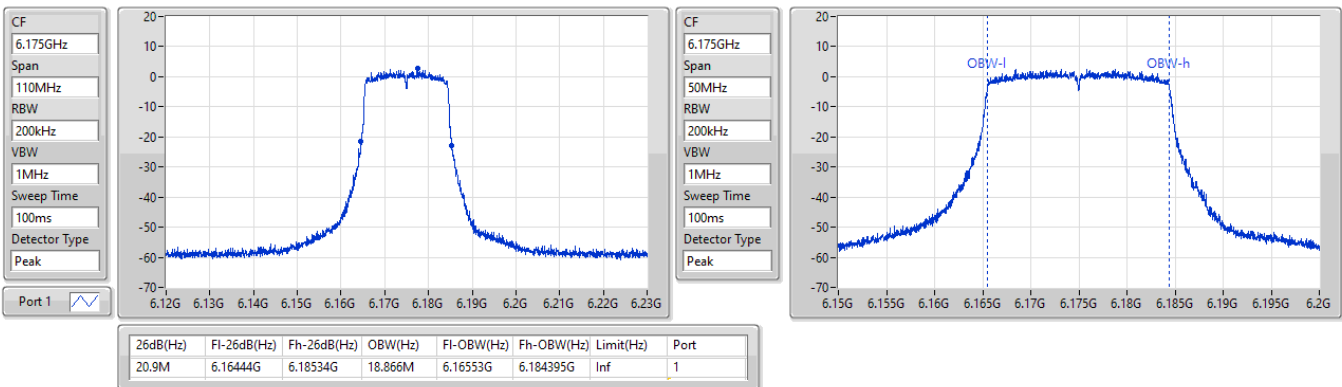 CF
6.175GHz
Span
110MHz
RBW
200kHz
VBW
1MHz
Sweep Time
100ms
Detector Type
Peak
Port 1
20
10
0
-10
-20
-30
-40
-50
-60
-70
6.12G 6.13G 6.14G 6.15G 6.16G 6.17G 6.18G 6.19G 6.2G 6.21G 6.22G 6.23G
CF
6.175GHz
Span
50MHz
RBW
200kHz
VBW
1MHz
Sweep Time
100ms
Detector Type
Peak
20
10
0
-10
-20
-30
-40
-50
-60
-70
OBW-l OBW-h
6.15G 6.155G 6.16G 6.165G 6.17G 6.175G 6.18G 6.185G 6.19G 6.195G 6.2G
26dB(Hz) Fl-26dB(Hz) Fh-26dB(Hz) OBW(Hz) Fl-OBW(Hz) Fh-OBW(Hz) Limit(Hz) Port
20.9M 6.16444G 6.18534G 18.866M 6.16553G 6.184395G Inf 1